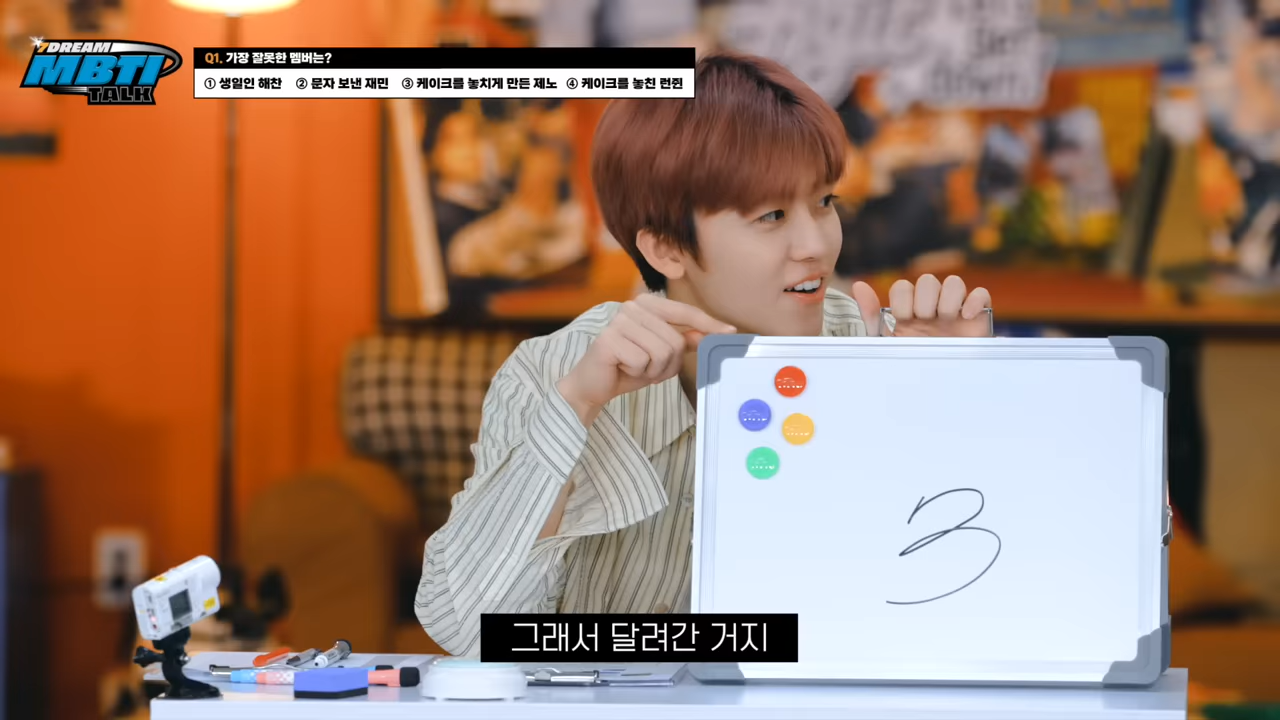 7DREAM
MBTI
TALK
Q1. 가장 잘못한 멤버는?
① 생일인 해찬 ② 문자 보낸 재민 ③ 케이크를 놓치게 만든 제노 ④ 케이크를 놓친 런쥔
3
그래서 달려간 거지